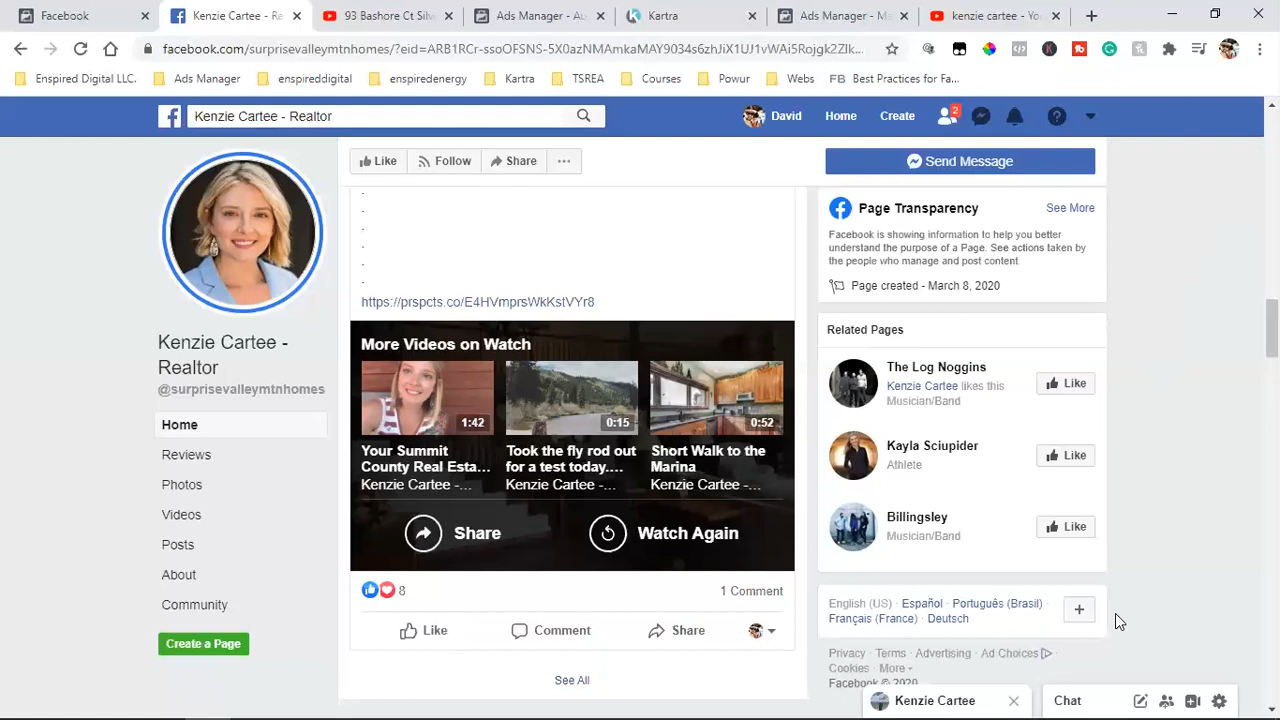 Facebook
Kenzie Cartee - Re
93 Bashore Ct Silv
Ads Manager - Au
Kartra
Ads Manager - M
kenzie cartee - Yo
facebook.com/surprisevalleymtnhomes/
Enspired Digital LLC.
Ads Manager
enspireddigital
enspiredenergy
Kartra
TSREA
Courses
Powur
Webs
FB Best Practices for Fa...
Kenzie Cartee - Realtor
David
Home
Create
2
Like
Follow
Share
Send Message
Kenzie Cartee -
Realtor
@surprisevalleymtnhomes
Home
Reviews
Photos
Videos
Posts
About
Community
Create a Page
.
.
.
.
.
.
https://prspcts.co/E4HVmprsWkKstVYr8
More Videos on Watch
1:42
0:15
0:52
Your Summit
County Real Esta...
Kenzie Cartee -...
Took the fly rod out
for a test today....
Kenzie Cartee -...
Short Walk to the
Marina
Kenzie Cartee -...
Share
Watch Again
8
1 Comment
Like
Comment
Share
See All
Page Transparency
See More
Facebook is showing information to help you better
understand the purpose of a Page. See actions taken by
the people who manage and post content.
Page created - March 8, 2020
Related Pages
The Log Noggins
Kenzie Cartee likes this
Musician/Band
Like
Kayla Sciupider
Athlete
Like
Billingsley
Musician/Band
Like
English (US) · Español · Português (Brasil) ·
Français (France) · Deutsch
Privacy · Terms · Advertising · Ad Choices ·
Cookies · More
Facebook © 2020
Kenzie Cartee
Chat